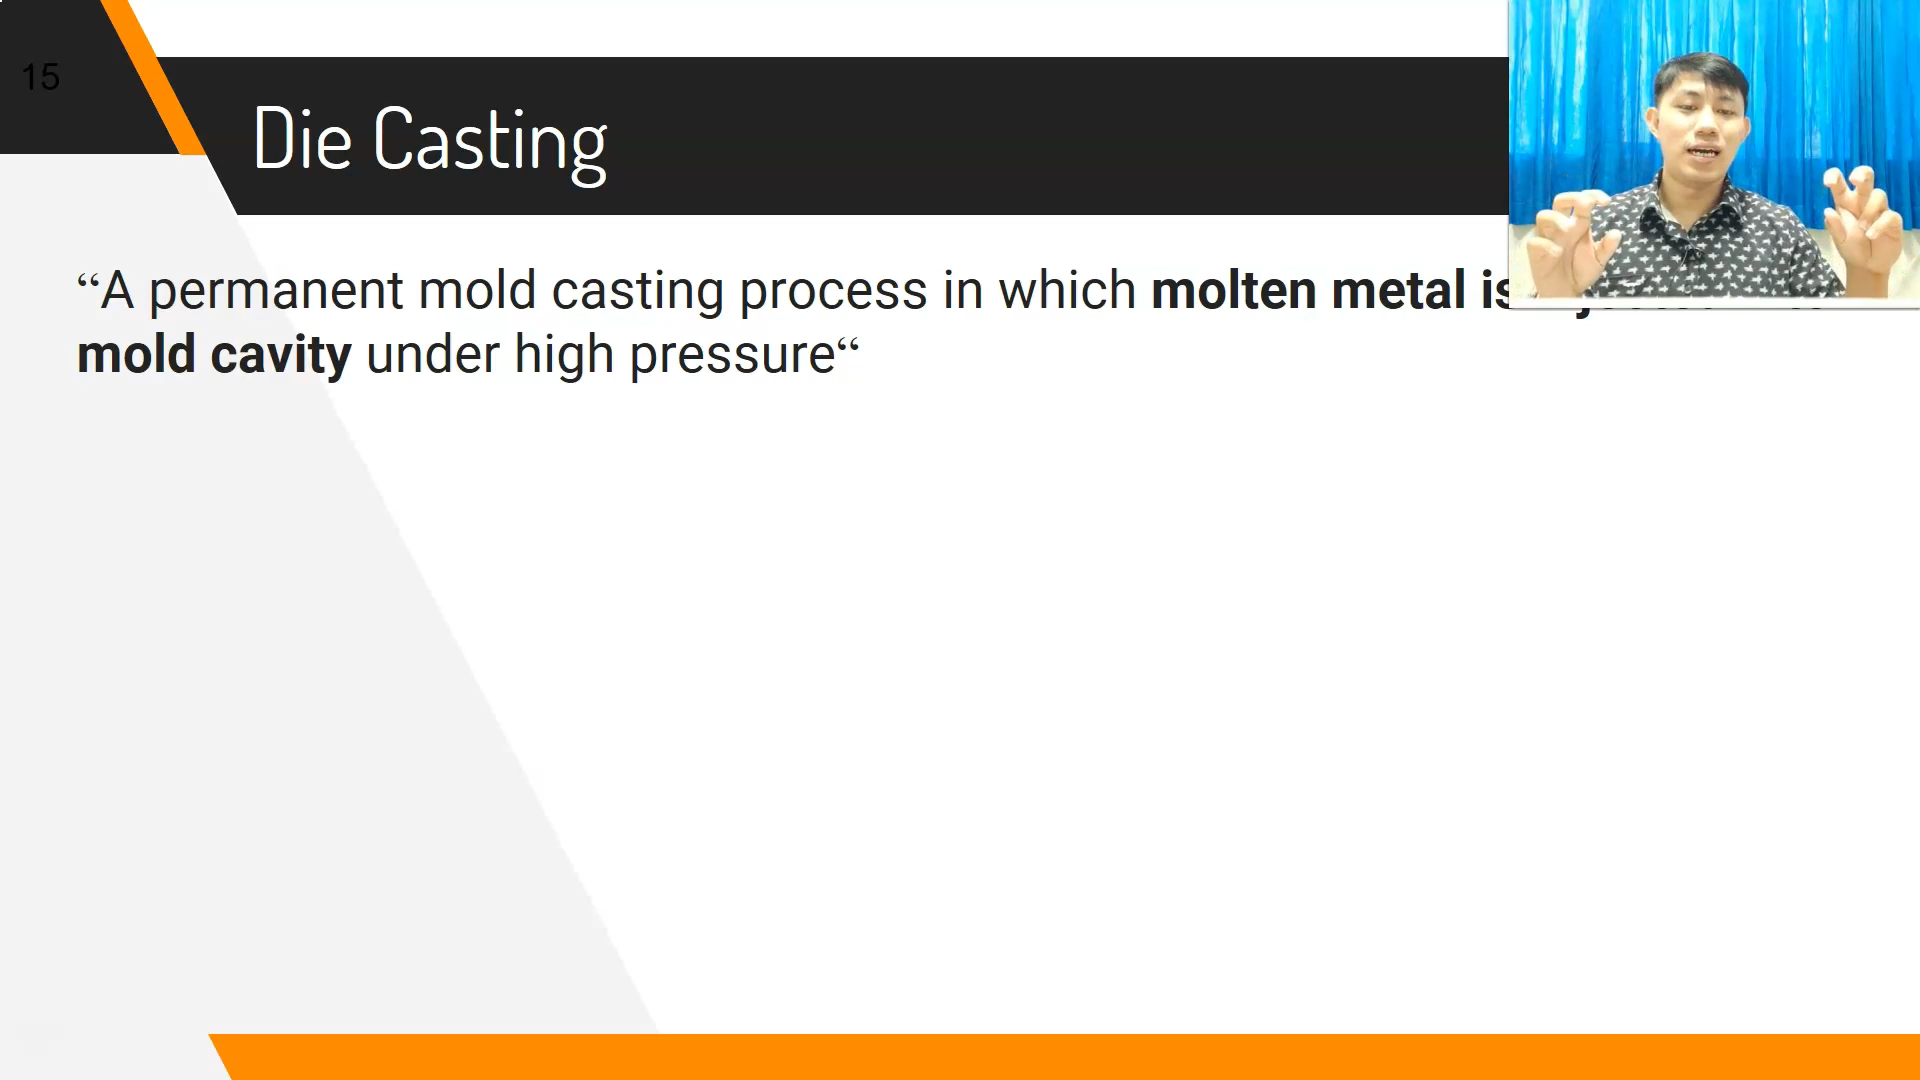 15
Die Casting
“A permanent mold casting process in which molten metal is
mold cavity under high pressure“